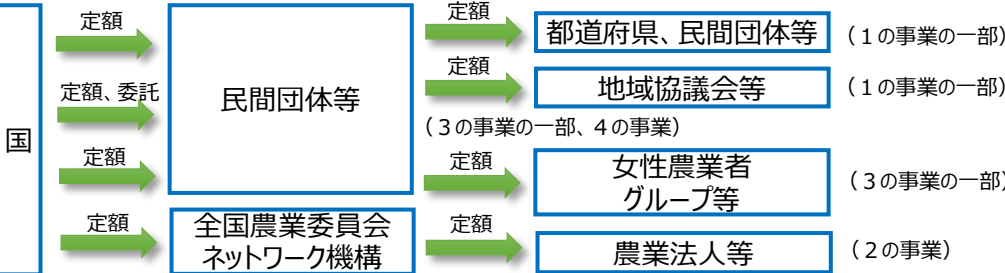 定額
定額
都道府県、民間団体等
（１の事業の一部）
定額、委託
民間団体等
定額
地域協議会等
（１の事業の一部）
国
（３の事業の一部、４の事業）
定額
定額
女性農業者
グループ等
（３の事業の一部）
定額
全国農業委員会
ネットワーク機構
定額
農業法人等
（２の事業）